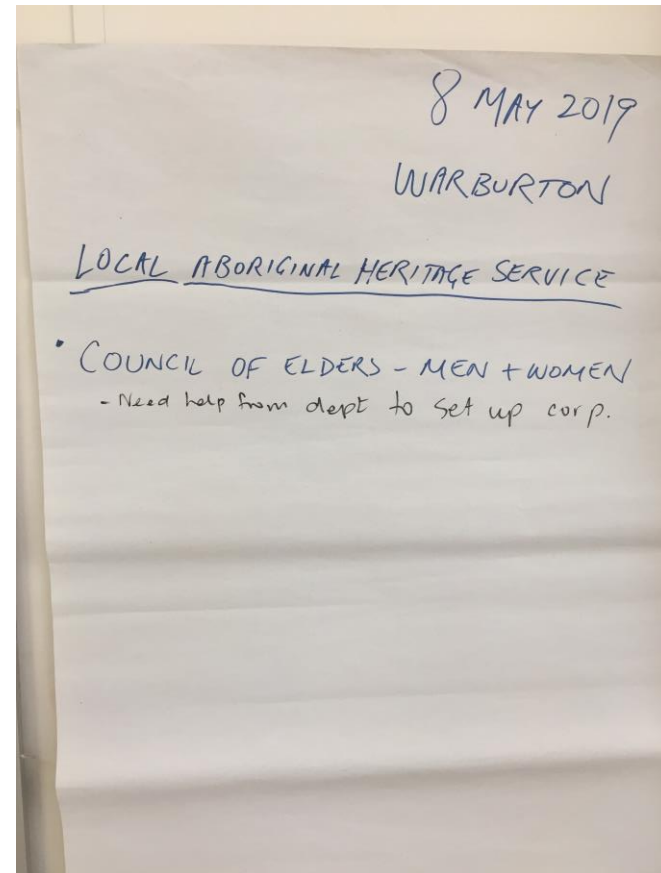 8 MAY 2019
WARBURTON
LOCAL ABORIGINAL HERITAGE SERVICE
• COUNCIL OF ELDERS - MEN + WOMEN
- Need help from dept to set up corp.